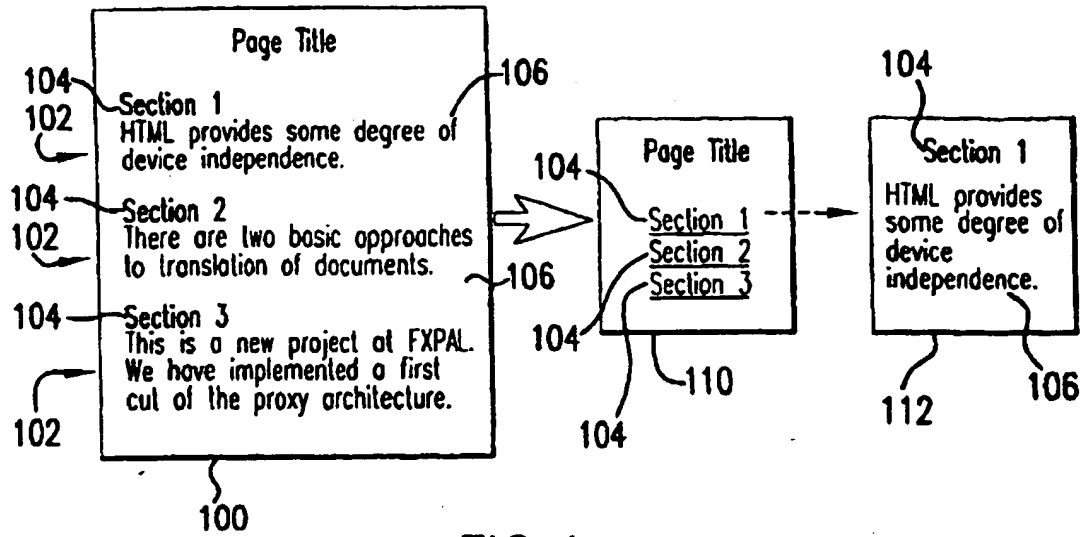 Page Title
104
106
Section 1
102
HTML provides some degree of
device independence.
104
Section 2
102
There are two basic approaches
to translation of documents.
106
104
Section 3
This is a new project at FXPAL.
We have implemented a first
cut of the proxy architecture.
102
100
Page Title
104
Section 1
Section 2
Section 3
104
104
110
104
Section 1
HTML provides
some degree of
device
independence.
106
112